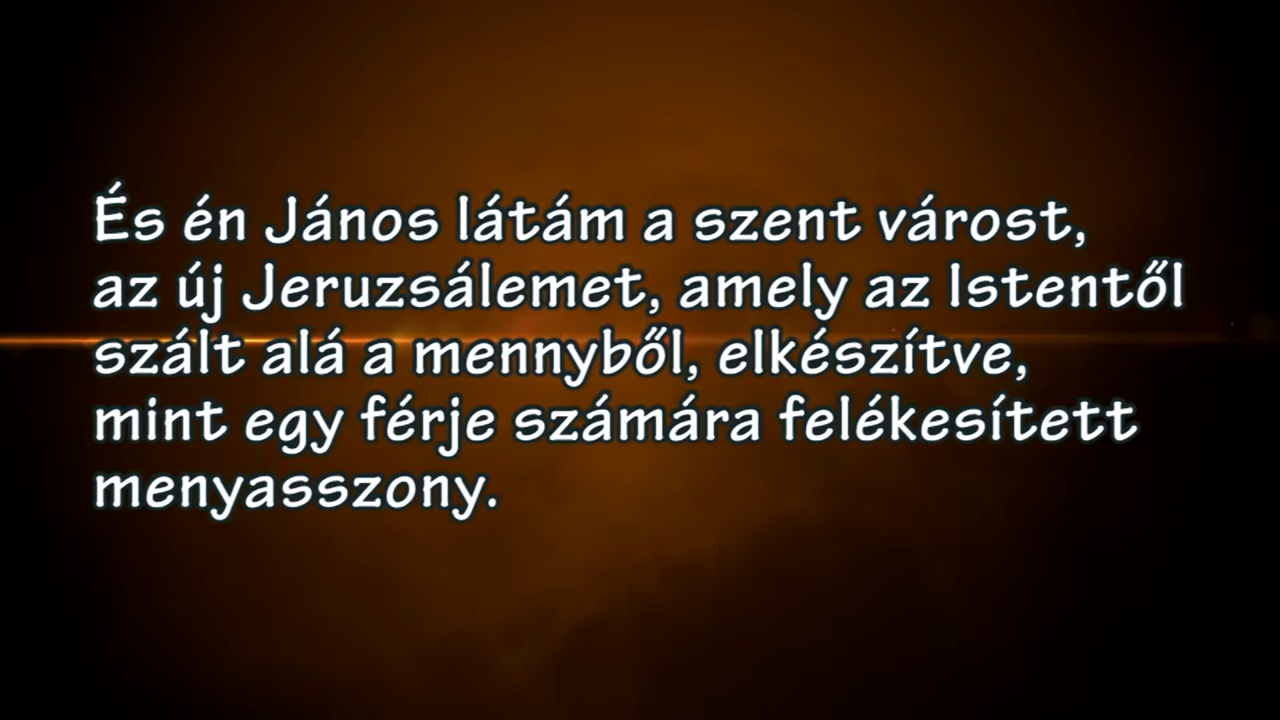 És én János látám a szent várost,
az új Jeruzsálemet, amely az Istentől
szált alá a mennyből, elkészítve,
mint egy férje számára felékesített
menyasszony.